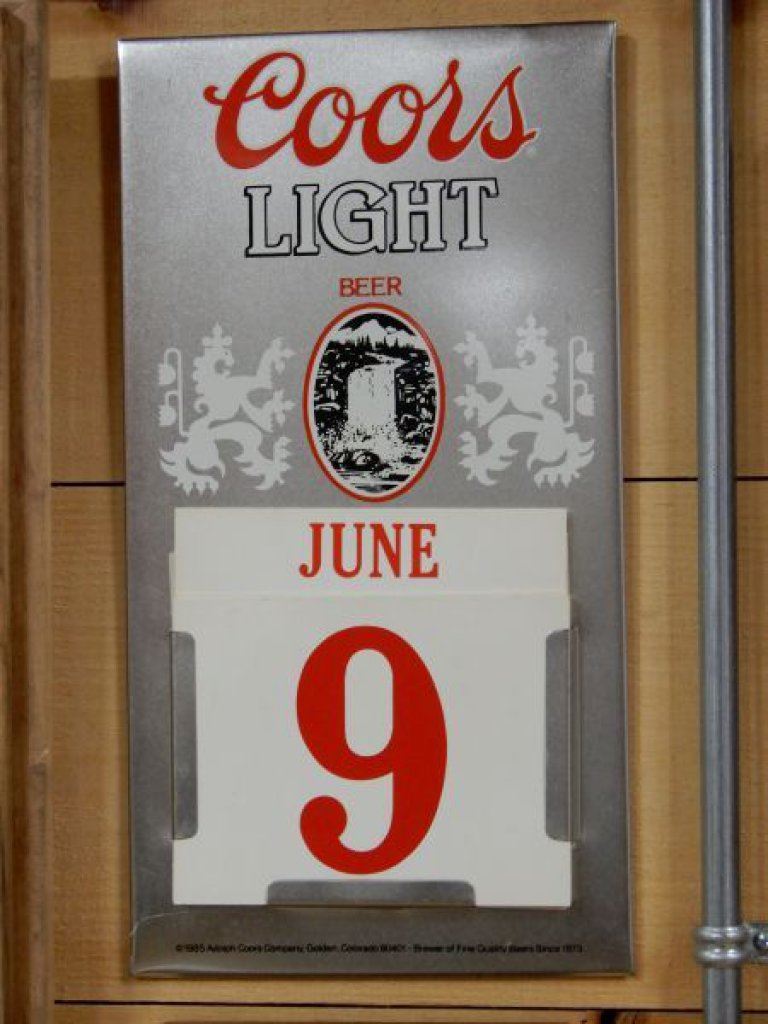 Coors
LIGHT
BEER
JUNE
9
©1985 Adolph Coors Company, Golden, Colorado 80401 · Brewer of Fine Quality Beers Since 1873